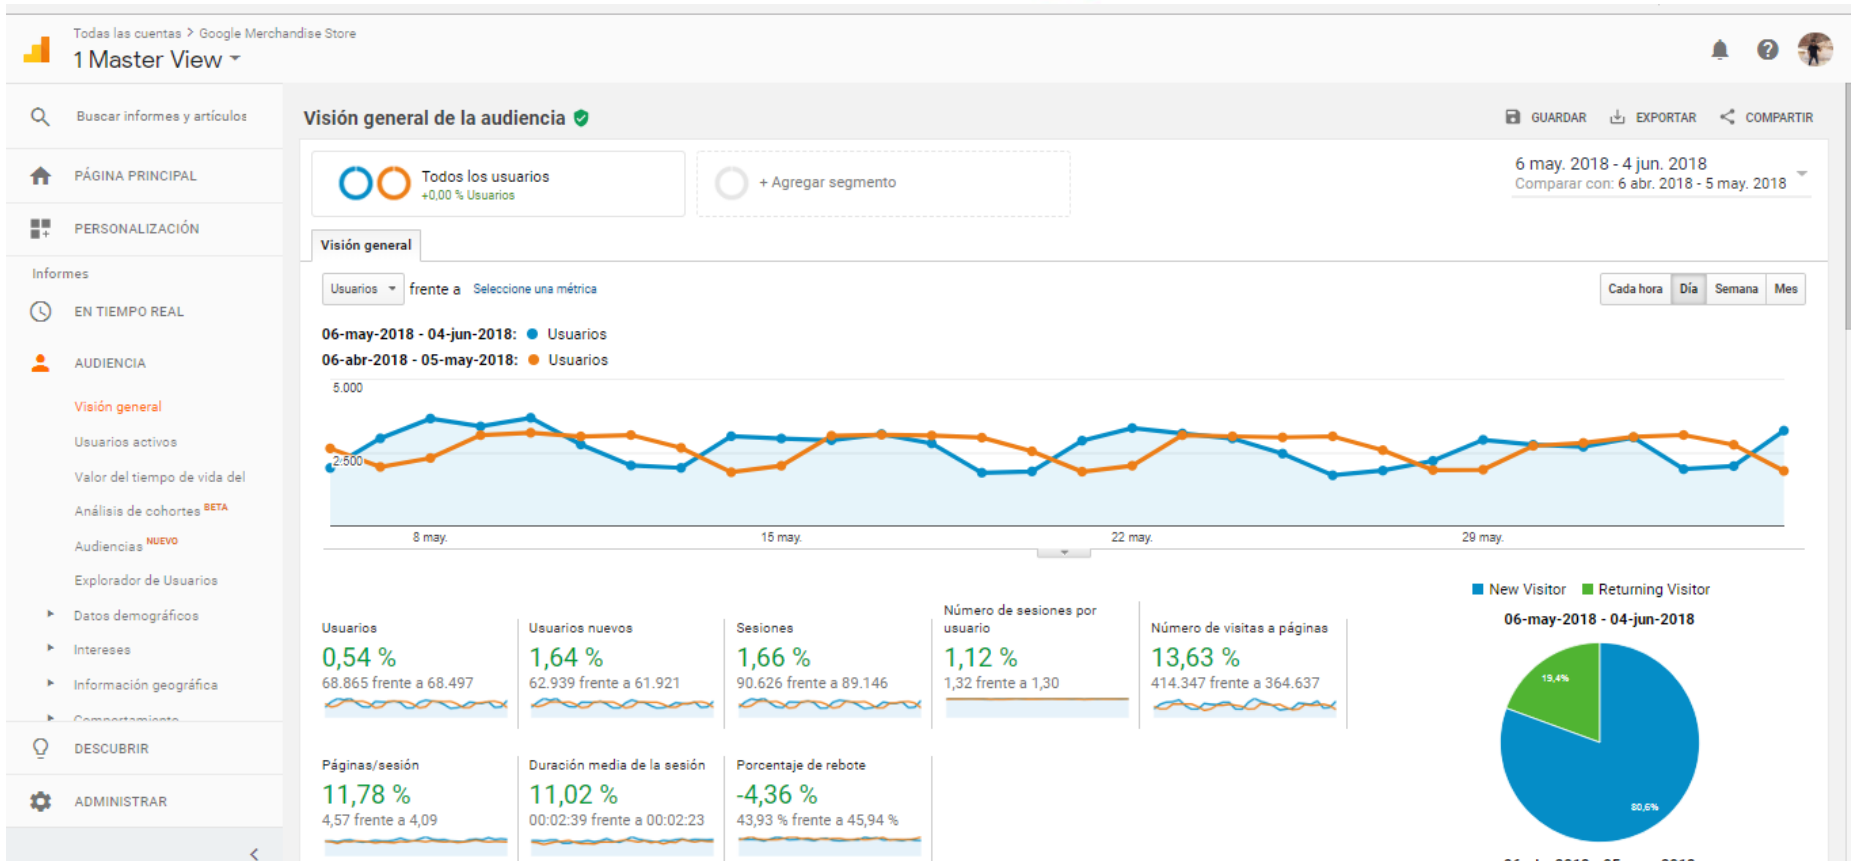 Todas las cuentas > Google Merchandise Store
1 Master View
Buscar informes y artículos
PÁGINA PRINCIPAL
PERSONALIZACIÓN
Informes
EN TIEMPO REAL
AUDIENCIA
Visión general
Usuarios activos
Valor del tiempo de vida del
Análisis de cohortes BETA
Audiencias NUEVO
Explorador de Usuarios
Datos demográficos
Intereses
Información geográfica
Comportamiento
DESCUBRIR
ADMINISTRAR
Visión general de la audiencia
GUARDAR
EXPORTAR
COMPARTIR
Todos los usuarios
+0,00 % Usuarios
+ Agregar segmento
6 may. 2018 - 4 jun. 2018
Comparar con: 6 abr. 2018 - 5 may. 2018
Visión general
Usuarios frente a Seleccione una métrica
Cada hora Día Semana Mes
06-may-2018 - 04-jun-2018: Usuarios
06-abr-2018 - 05-may-2018: Usuarios
5.000
2.500
8 may. 15 may. 22 may. 29 may.
Usuarios
0,54 %
68.865 frente a 68.497
Usuarios nuevos
1,64 %
62.939 frente a 61.921
Sesiones
1,66 %
90.626 frente a 89.146
Número de sesiones por
usuario
1,12 %
1,32 frente a 1,30
Número de visitas a páginas
13,63 %
414.347 frente a 364.637
Páginas/sesión
11,78 %
4,57 frente a 4,09
Duración media de la sesión
11,02 %
00:02:39 frente a 00:02:23
Porcentaje de rebote
-4,36 %
43,93 % frente a 45,94 %
New Visitor Returning Visitor
06-may-2018 - 04-jun-2018
19,4%
80,6%
06-abr-2018 - 05-may-2018